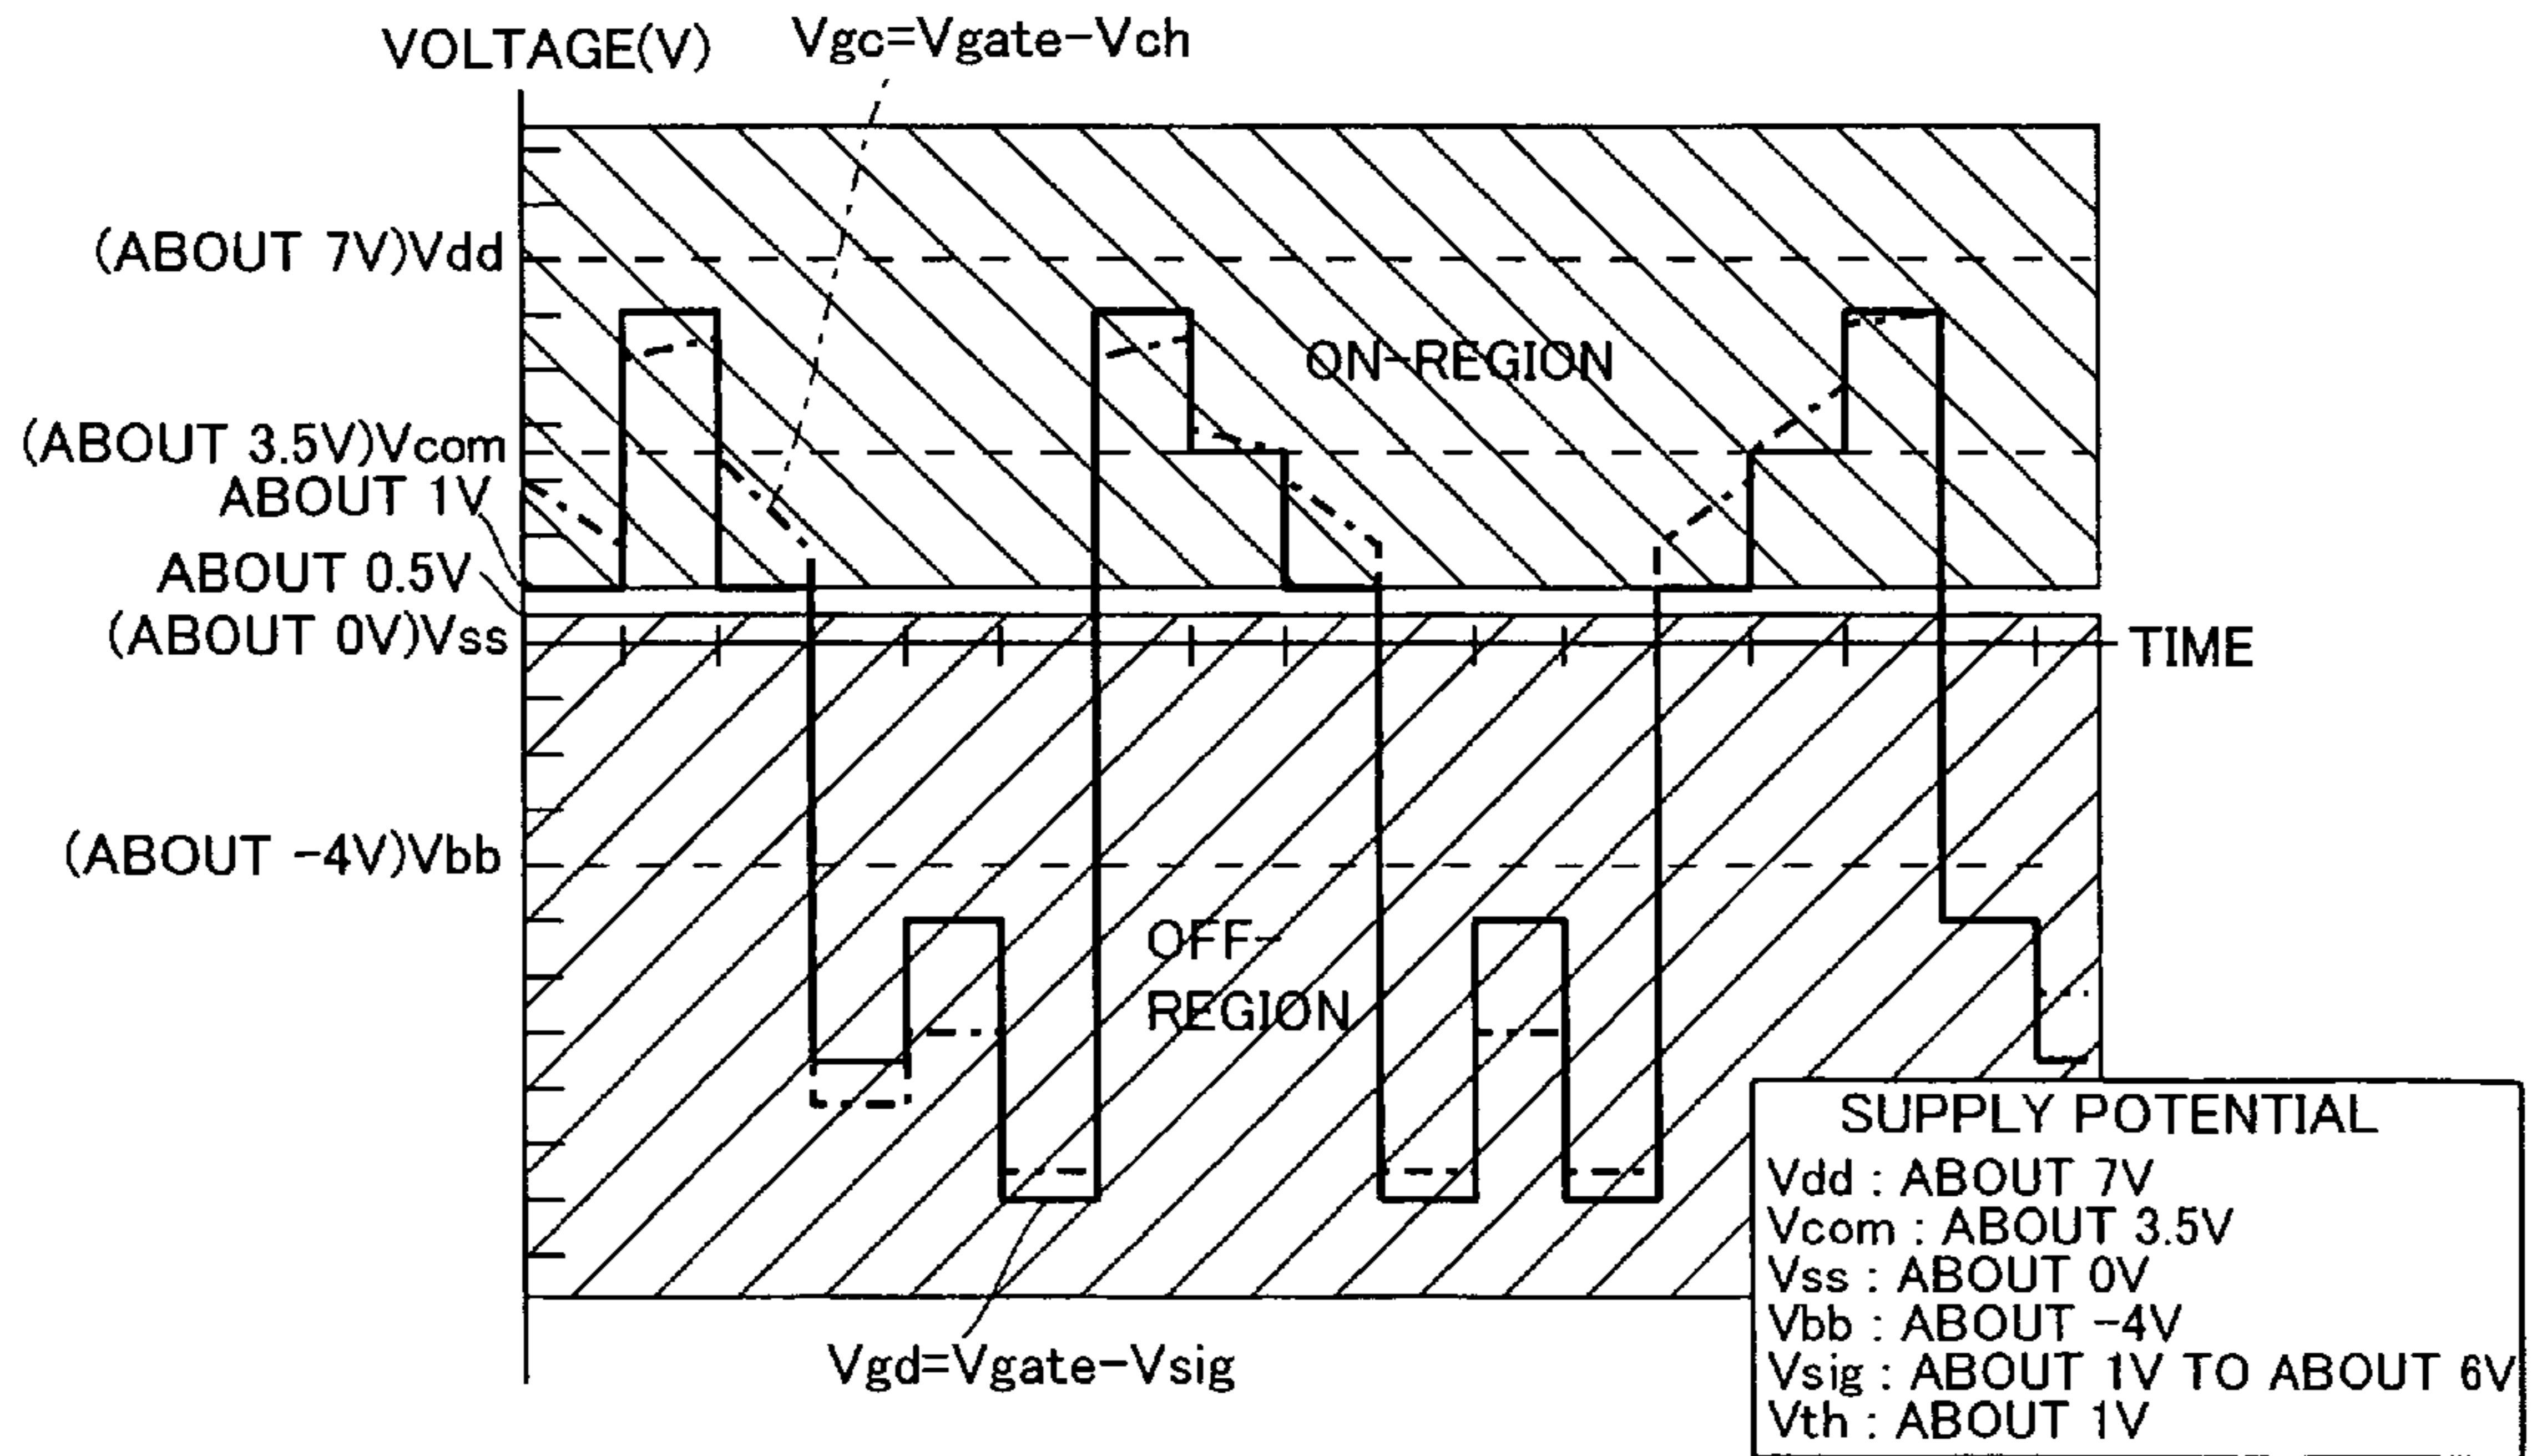 VOLTAGE(V)
Vgc=Vgate-Vch
(ABOUT 7V)Vdd
ON-REGION
(ABOUT 3.5V)Vcom
ABOUT 1V
ABOUT 0.5V
(ABOUT 0V)Vss
TIME
(ABOUT -4V)Vbb
OFF-
REGION
Vgd=Vgate-Vsig
SUPPLY POTENTIAL
Vdd : ABOUT 7V
Vcom : ABOUT 3.5V
Vss : ABOUT 0V
Vbb : ABOUT -4V
Vsig : ABOUT 1V TO ABOUT 6V
Vth : ABOUT 1V